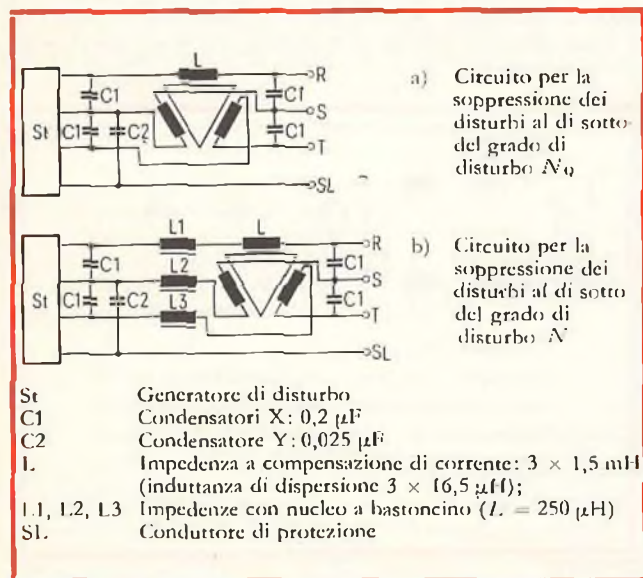 L
R
C1
C1
S
St
C1
C2
C1
T
SL
a) Circuito per la
soppressione dei
disturbi al di sotto
del grado di
disturbo N₀
L1
L
R
C1
L2
C1
S
St
C1
C2
L3
C1
T
SL
b) Circuito per la
soppressione dei
disturbi al di sotto
del grado di
disturbo N
St Generatore di disturbo
C1 Condensatori X: 0,2 µF
C2 Condensatore Y: 0,025 µF
L Impedenza a compensazione di corrente: 3 × 1,5 mH
(induttanza di dispersione 3 × 16,5 µH);
L1, L2, L3 Impedenze con nucleo a bastoncino (L = 250 µH)
SL Conduttore di protezione